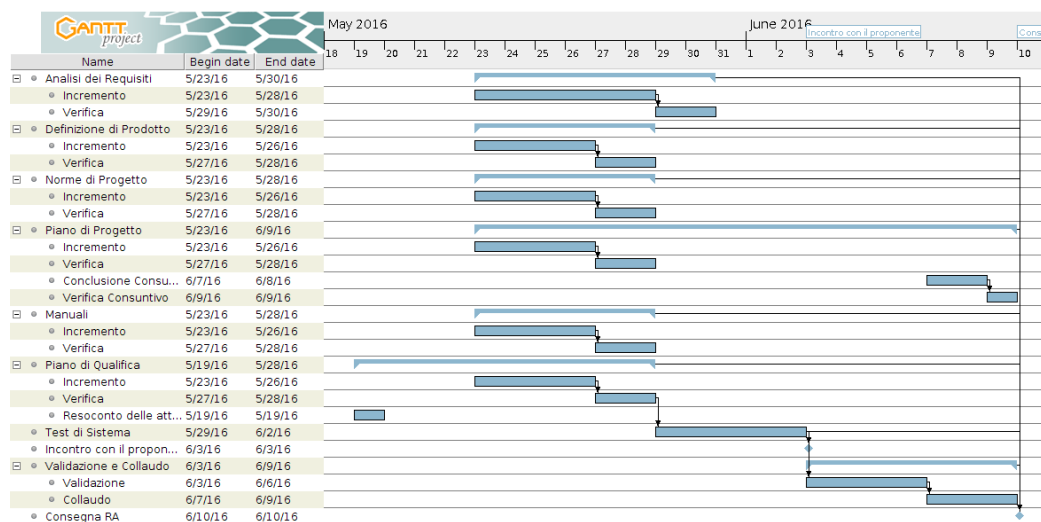 GANTT project
May 2016
June 2016
Incontro con il proponente
Cons
18 19 20 21 22 23 24 25 26 27 28 29 30 31 1 2 3 4 5 6 7 8 9 10
Name Begin date End date
Analisi dei Requisiti 5/23/16 5/30/16
Incremento 5/23/16 5/28/16
Verifica 5/29/16 5/30/16
Definizione di Prodotto 5/23/16 5/28/16
Incremento 5/23/16 5/26/16
Verifica 5/27/16 5/28/16
Norme di Progetto 5/23/16 5/28/16
Incremento 5/23/16 5/26/16
Verifica 5/27/16 5/28/16
Piano di Progetto 5/23/16 6/9/16
Incremento 5/23/16 5/26/16
Verifica 5/27/16 5/28/16
Conclusione Consu... 6/7/16 6/8/16
Verifica Consuntivo 6/9/16 6/9/16
Manuali 5/23/16 5/28/16
Incremento 5/23/16 5/26/16
Verifica 5/27/16 5/28/16
Piano di Qualifica 5/19/16 5/28/16
Incremento 5/23/16 5/26/16
Verifica 5/27/16 5/28/16
Resoconto delle att... 5/19/16 5/19/16
Test di Sistema 5/29/16 6/2/16
Incontro con il propon... 6/3/16 6/3/16
Validazione e Collaudo 6/3/16 6/9/16
Validazione 6/3/16 6/6/16
Collaudo 6/7/16 6/9/16
Consegna RA 6/10/16 6/10/16